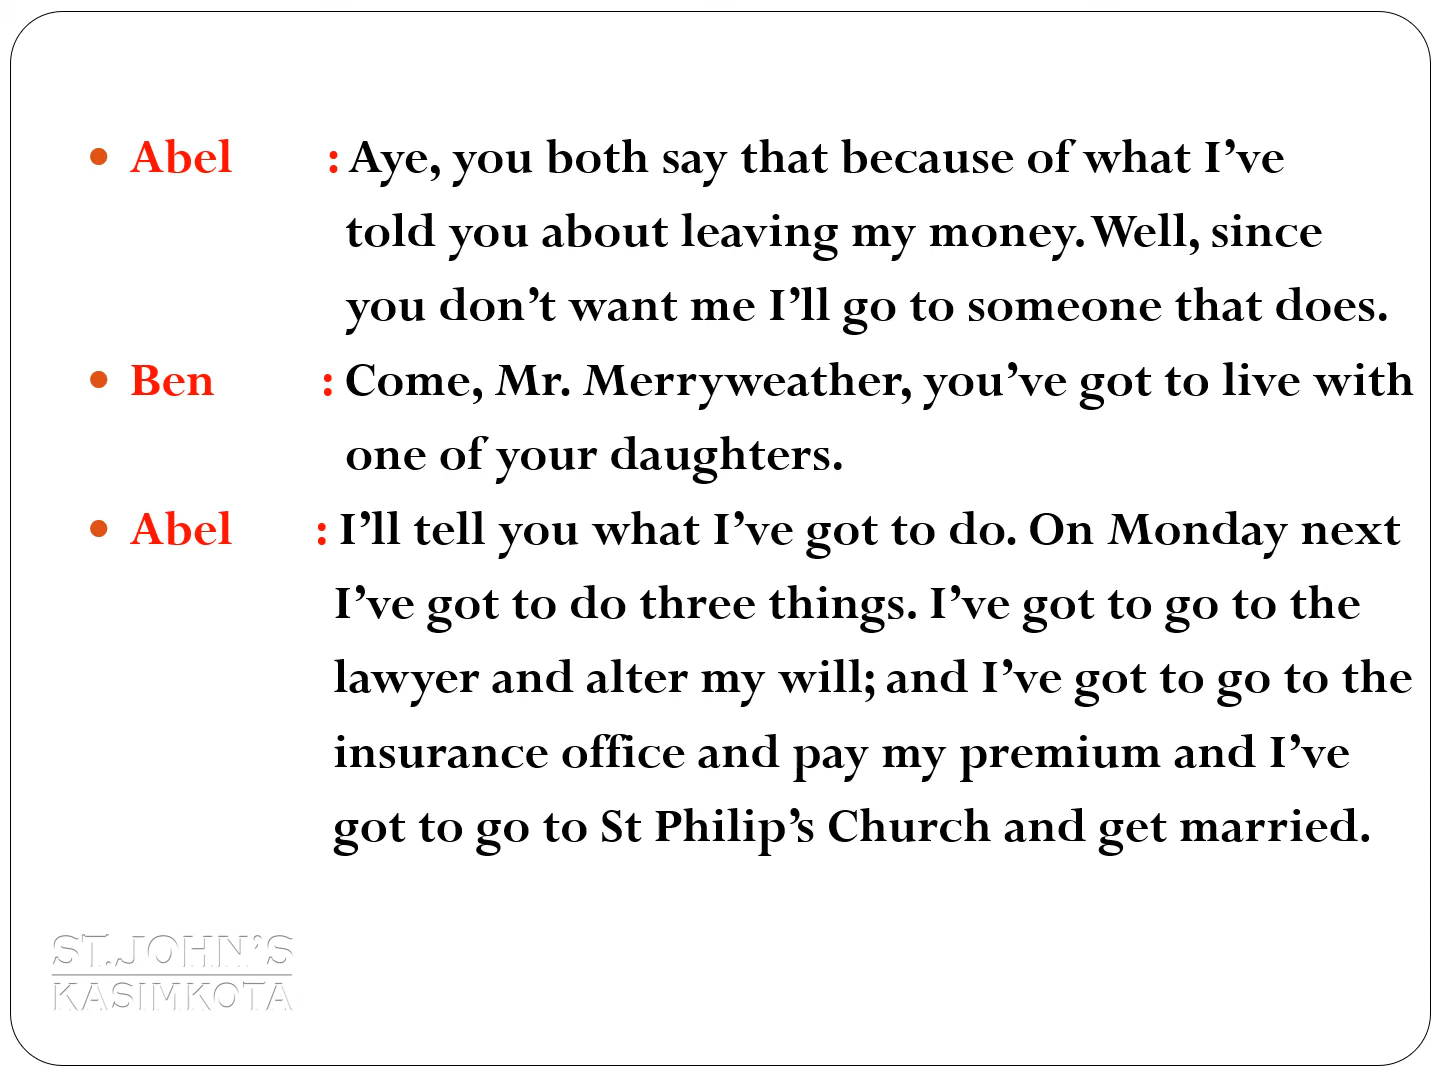 • Abel : Aye, you both say that because of what I’ve
told you about leaving my money. Well, since
you don’t want me I’ll go to someone that does.
• Ben : Come, Mr. Merryweather, you’ve got to live with
one of your daughters.
• Abel : I’ll tell you what I’ve got to do. On Monday next
I’ve got to do three things. I’ve got to go to the
lawyer and alter my will; and I’ve got to go to the
insurance office and pay my premium and I’ve
got to go to St Philip’s Church and get married.
ST.JOHN’S
KASIMKOTA